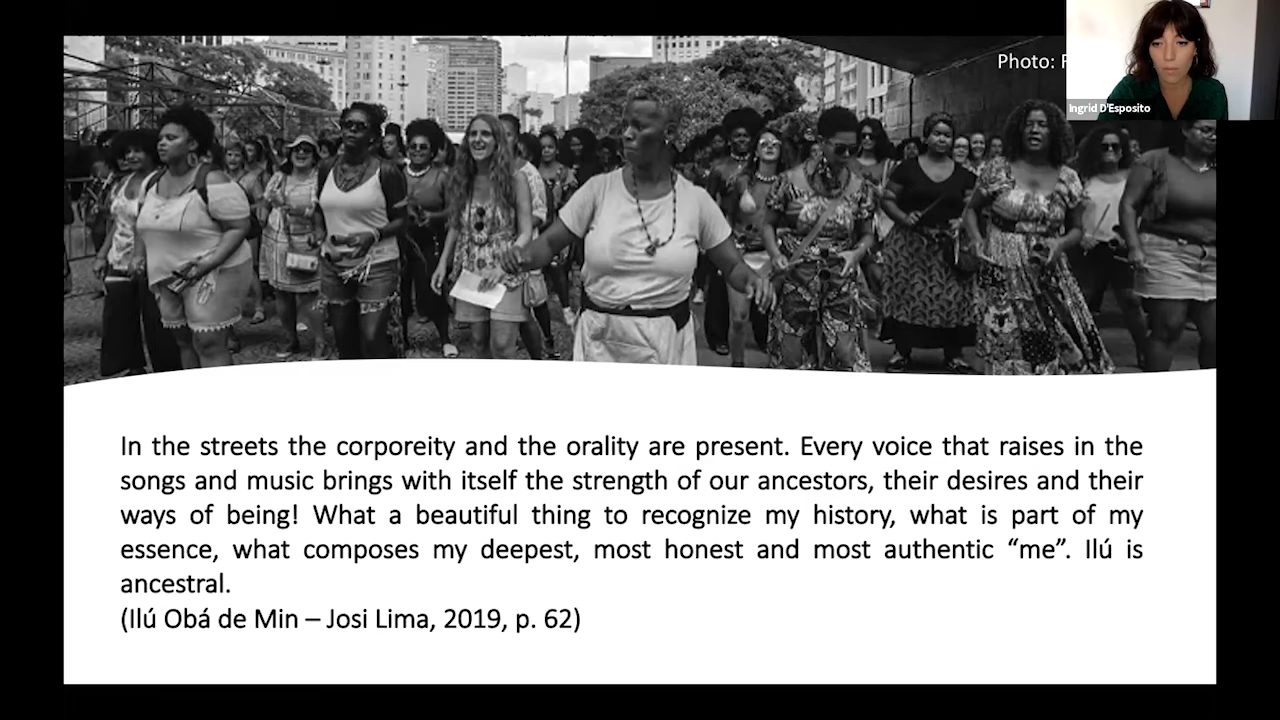 Photo:
Ingrid D'Esposito
In the streets the corporeity and the orality are present. Every voice that raises in the
songs and music brings with itself the strength of our ancestors, their desires and their
ways of being! What a beautiful thing to recognize my history, what is part of my
essence, what composes my deepest, most honest and most authentic “me”. Ilú is
ancestral.
(Ilú Obá de Min – Josi Lima, 2019, p. 62)